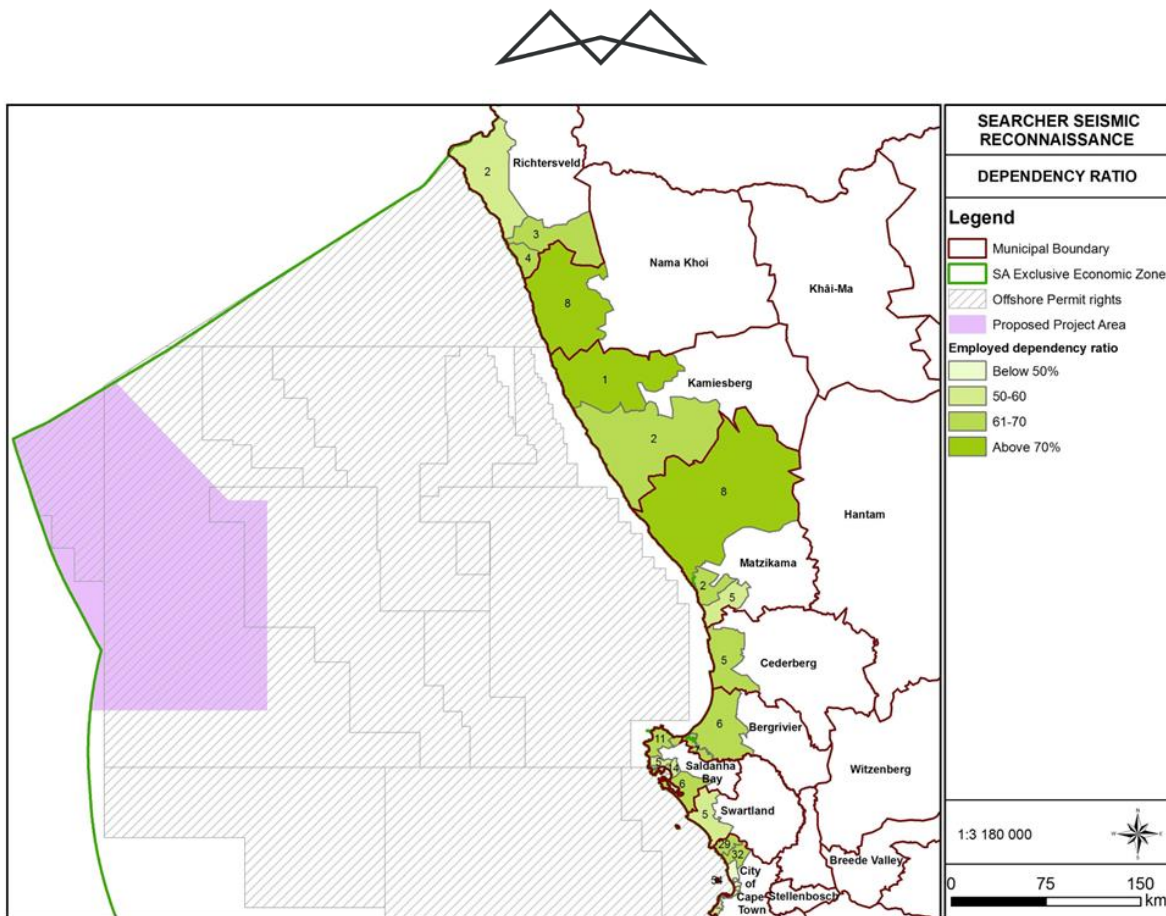 SEARCHER SEISMIC
RECONNAISSANCE
DEPENDENCY RATIO
Legend
Municipal Boundary
SA Exclusive Economic Zone
Offshore Permit rights
Proposed Project Area
Employed dependency ratio
Below 50%
50-60
61-70
Above 70%
1:3 180 000
N
0 75 150
km
Richtersveld
2
3
4
Nama Khoi
Khâi-Ma
8
1
Kamiesberg
2
8
Hantam
Matzikama
2
5
5
Cederberg
6
Bergrivier
11
7
5
14
Saldanha
Bay
Witzenberg
6
5
Swartland
29
32
Breede Valley
City
of
Cape
Town
Stellenbosch